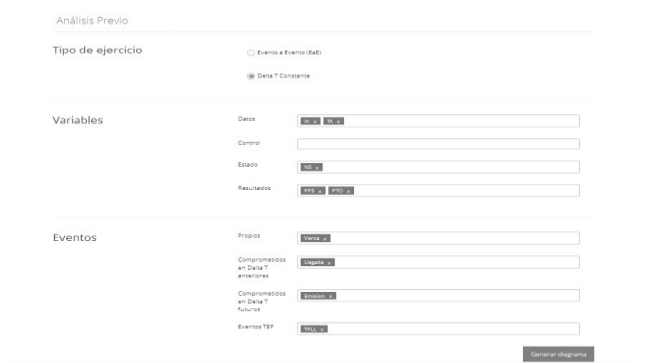 Análisis Previo
Tipo de ejercicio
Evento a Evento (EaE)
Delta T Constante
Variables
Datos
IA x TA x
Control
Estado
NS x
Resultados
PPS x PTO x
Eventos
Propios
Venta x
Comprometidos
en Delta T
anteriores
Llegada x
Comprometidos
en Delta T
futuros
Emision x
Eventos TEF
TPLL x
Generar diagrama